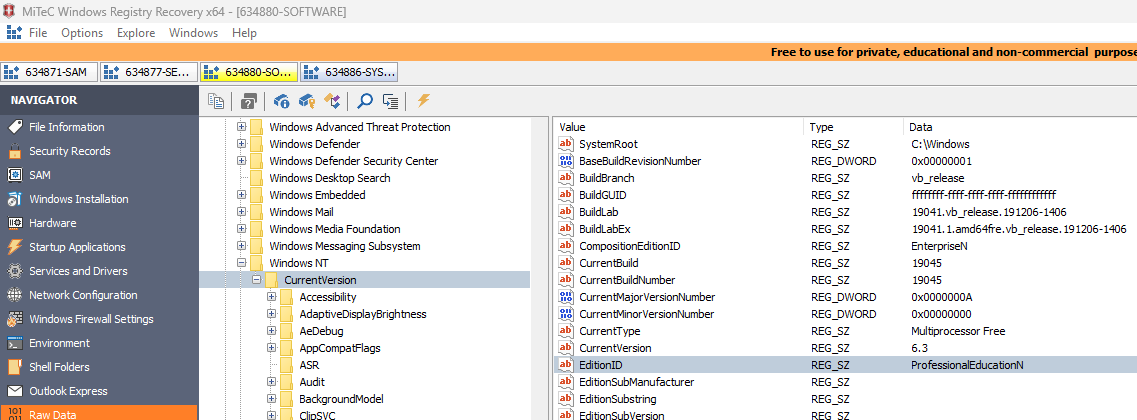 MiTeC Windows Registry Recovery x64 - [634880-SOFTWARE]
File Options Explore Windows Help
Free to use for private, educational and non-commercial purpose
634871-SAM 634877-SE... 634880-SO... 634886-SYS...
NAVIGATOR
File Information
Security Records
SAM
Windows Installation
Hardware
Startup Applications
Services and Drivers
Network Configuration
Windows Firewall Settings
Environment
Shell Folders
Outlook Express
Raw Data
Windows Advanced Threat Protection
Windows Defender
Windows Defender Security Center
Windows Desktop Search
Windows Embedded
Windows Mail
Windows Media Foundation
Windows Messaging Subsystem
Windows NT
CurrentVersion
Accessibility
AdaptiveDisplayBrightness
AeDebug
AppCompatFlags
ASR
Audit
BackgroundModel
ClipSVC
Value Type Data
SystemRoot REG_SZ C:\Windows
BaseBuildRevisionNumber REG_DWORD 0x00000001
BuildBranch REG_SZ vb_release
BuildGUID REG_SZ ffffffff-ffff-ffff-ffff-ffffffffffff
BuildLab REG_SZ 19041.vb_release.191206-1406
BuildLabEx REG_SZ 19041.1.amd64fre.vb_release.191206-1406
CompositionEditionID REG_SZ EnterpriseN
CurrentBuild REG_SZ 19045
CurrentBuildNumber REG_SZ 19045
CurrentMajorVersionNumber REG_DWORD 0x0000000A
CurrentMinorVersionNumber REG_DWORD 0x00000000
CurrentType REG_SZ Multiprocessor Free
CurrentVersion REG_SZ 6.3
EditionID REG_SZ ProfessionalEducationN
EditionSubManufacturer REG_SZ
EditionSubstring REG_SZ
EditionSubVersion REG_SZ